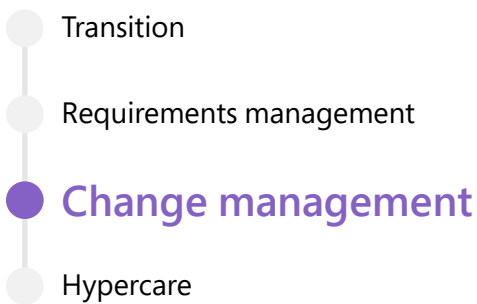 Transition
Requirements management
Change management
Hypercare